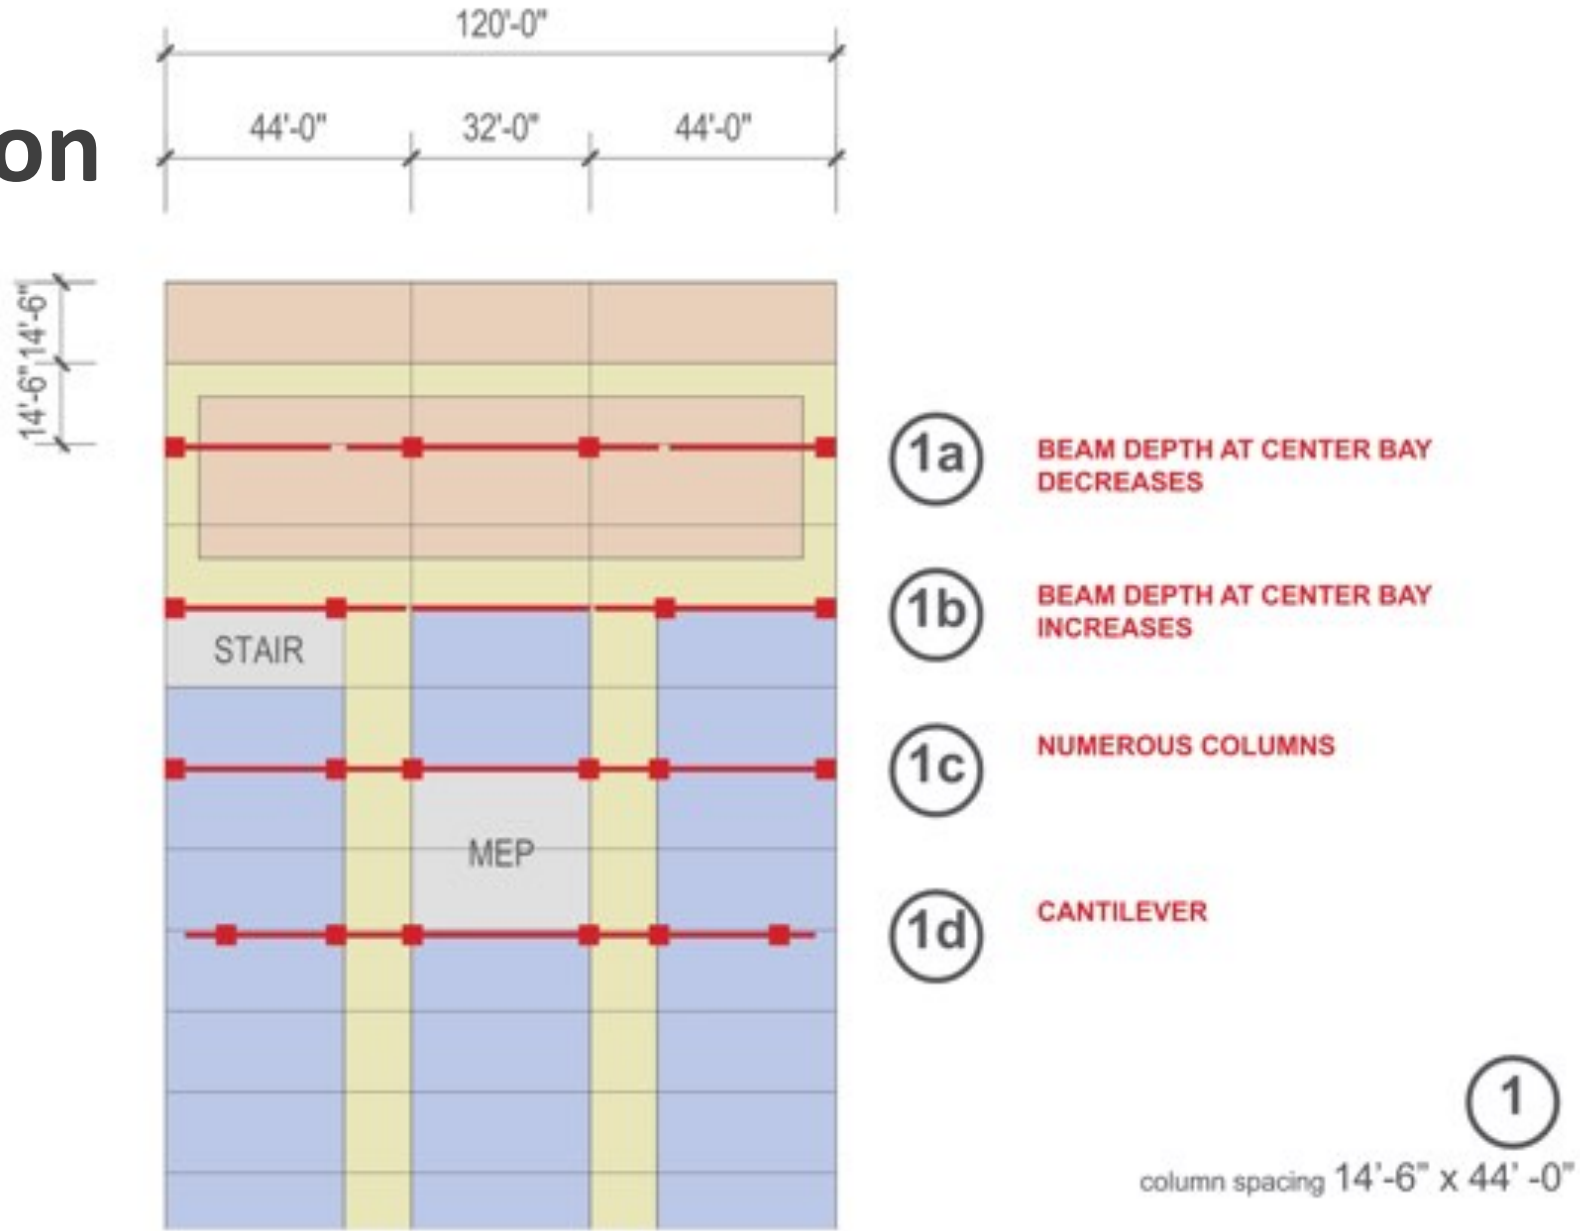 120'-0"
on
44'-0"
32'-0"
44'-0"
14'-6"
14'-6"
1a
BEAM DEPTH AT CENTER BAY
DECREASES
1b
BEAM DEPTH AT CENTER BAY
INCREASES
STAIR
1c
NUMEROUS COLUMNS
MEP
1d
CANTILEVER
1
column spacing 14'-6" x 44' -0"